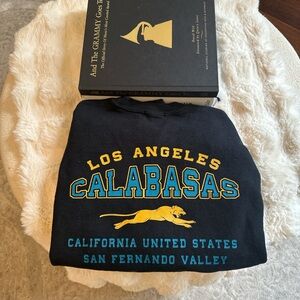 And The GRAMMY Goes To
LOS ANGELES
CALABASAS
CALIFORNIA UNITED STATES
SAN FERNANDO VALLEY